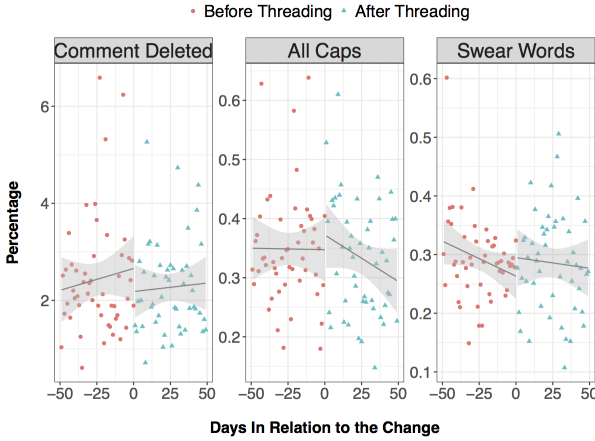 Before Threading After Threading
Comment Deleted All Caps Swear Words
Percentage
6
4
2
0.6
0.5
0.4
0.3
0.2
0.6
0.5
0.4
0.3
0.2
0.1
−50 −25 0 25 50 −50 −25 0 25 50 −50 −25 0 25 50
Days In Relation to the Change